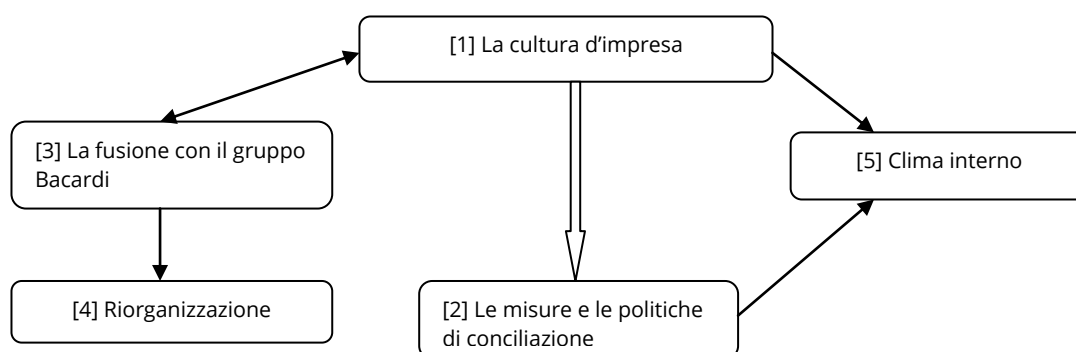 [1] La cultura d’impresa
[3] La fusione con il gruppo
Bacardi
[5] Clima interno
[4] Riorganizzazione
[2] Le misure e le politiche
di conciliazione